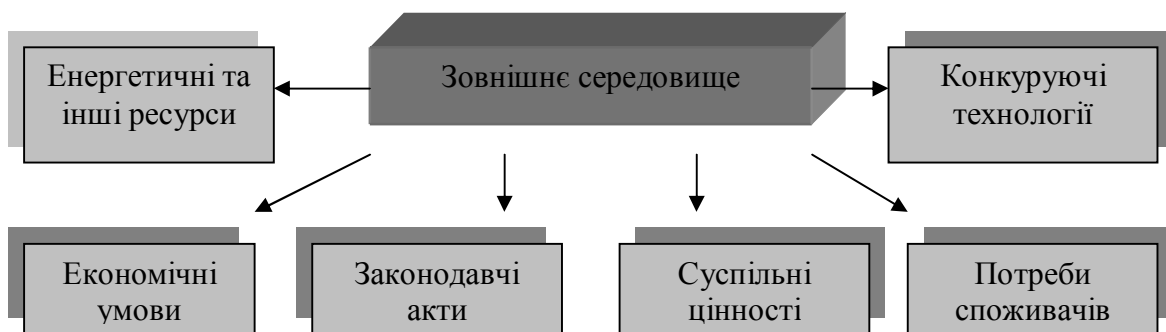 Зовнішнє середовище
Енергетичні та
інші ресурси
Конкуруючі
технології
Економічні
умови
Законодавчі
акти
Суспільні
цінності
Потреби
споживачів